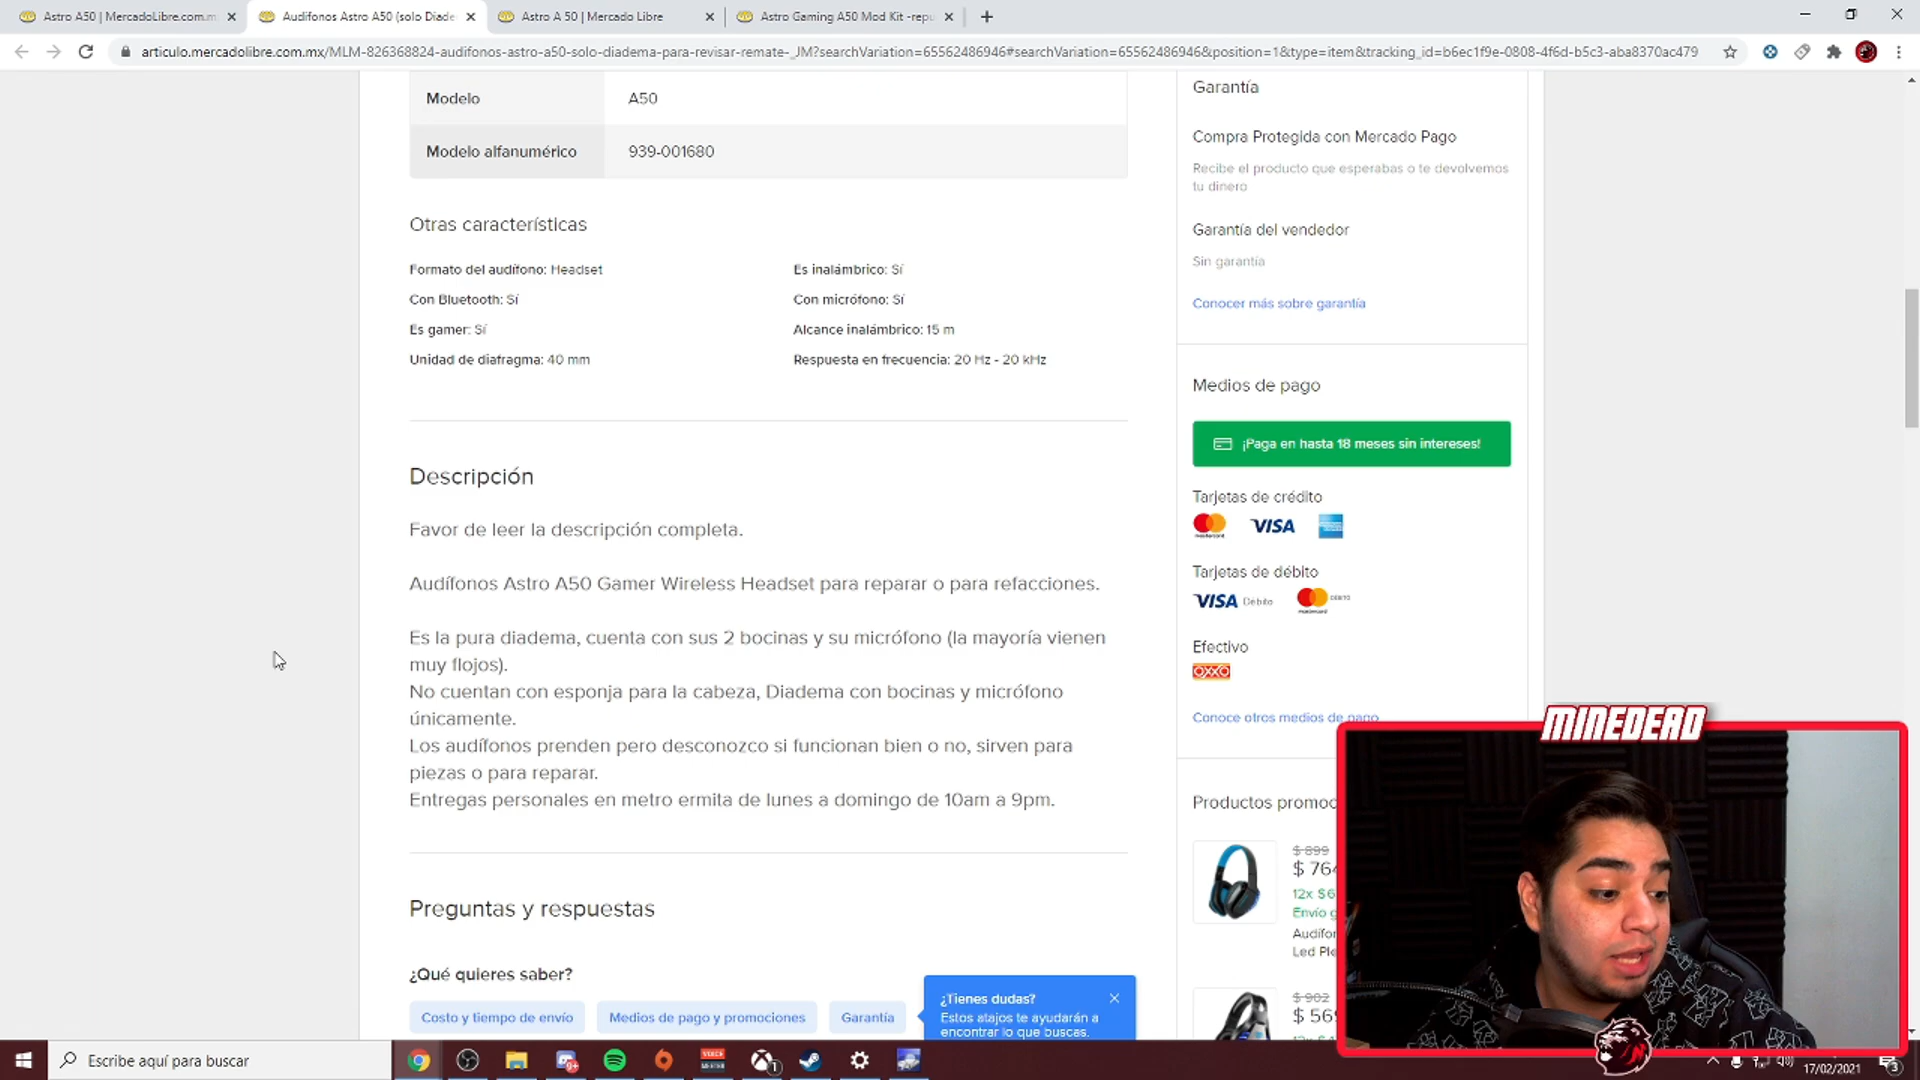 Astro A50 | MercadoLibre.com.m
Audífonos Astro A50 (solo Diade
Astro A 50 | Mercado Libre
Astro Gaming A50 Mod Kit -repu
articulo.mercadolibre.com.mx/MLM-826368824-audifonos-astro-a50-solo-diadema-para-revisar-remate-_JM?searchVariation=65562486946#searchVariation=65562486946&position=1&type=item&tracking_id=b6ec1f9e-0808-4f6d-b5c3-aba8370ac479
Modelo A50
Modelo alfanumérico 939-001680
Otras características
Formato del audífono: Headset
Es inalámbrico: Sí
Con Bluetooth: Sí
Con micrófono: Sí
Es gamer: Sí
Alcance inalámbrico: 15 m
Unidad de diafragma: 40 mm
Respuesta en frecuencia: 20 Hz - 20 kHz
Descripción
Favor de leer la descripción completa.
Audífonos Astro A50 Gamer Wireless Headset para reparar o para refacciones.
Es la pura diadema, cuenta con sus 2 bocinas y su micrófono (la mayoría vienen
muy flojos).
No cuentan con esponja para la cabeza, Diadema con bocinas y micrófono
únicamente.
Los audífonos prenden pero desconozco si funcionan bien o no, sirven para
piezas o para reparar.
Entregas personales en metro ermita de lunes a domingo de 10am a 9pm.
Preguntas y respuestas
¿Qué quieres saber?
Costo y tiempo de envío
Medios de pago y promociones
Garantía
¿Tienes dudas?
Estos atajos te ayudarán a
encontrar lo que buscas.
Garantía
Compra Protegida con Mercado Pago
Recibe el producto que esperabas o te devolvemos
tu dinero
Garantía del vendedor
Sin garantía
Conocer más sobre garantía
Medios de pago
¡Paga en hasta 18 meses sin intereses!
Tarjetas de crédito
mastercard VISA
Tarjetas de débito
VISA Débito
Efectivo
OXXO
Conoce otros medios de pago
Productos promoc
$ 899
$ 764
12x $6
Envío g
Audífon
Led Ple
$ 902
$ 569
MINEDEAD
Escribe aquí para buscar
17/02/2021